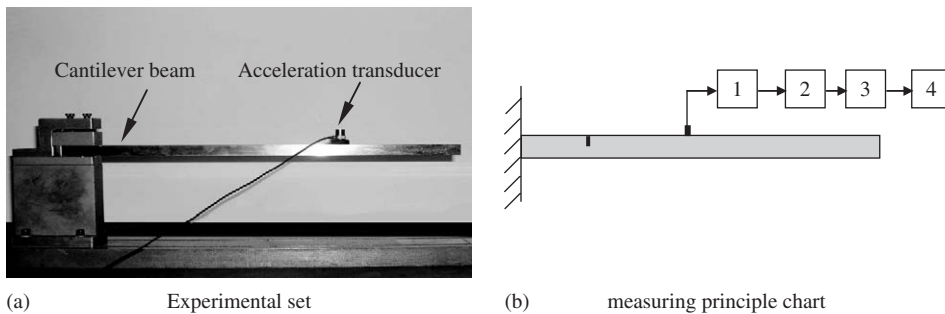 Cantilever beam
Acceleration transducer
1 2 3 4
(a) Experimental set
(b) measuring principle chart